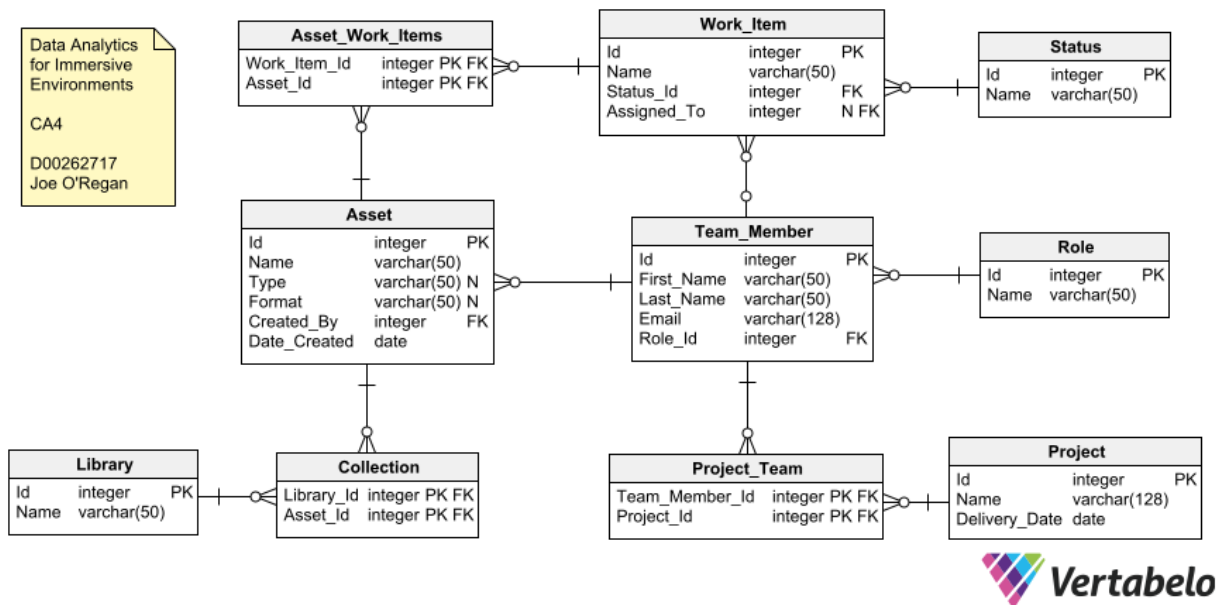 Data Analytics
for Immersive
Environments
CA4
D00262717
Joe O'Regan
Asset_Work_Items
Work_Item_Id integer PK FK
Asset_Id integer PK FK
Work_Item
Id integer PK
Name varchar(50)
Status_Id integer FK
Assigned_To integer N FK
Status
Id integer PK
Name varchar(50)
Asset
Id integer PK
Name varchar(50)
Type varchar(50) N
Format varchar(50) N
Created_By integer FK
Date_Created date
Team_Member
Id integer PK
First_Name varchar(50)
Last_Name varchar(50)
Email varchar(128)
Role_Id integer FK
Role
Id integer PK
Name varchar(50)
Library
Id integer PK
Name varchar(50)
Collection
Library_Id integer PK FK
Asset_Id integer PK FK
Project_Team
Team_Member_Id integer PK FK
Project_Id integer PK FK
Project
Id integer PK
Name varchar(128)
Delivery_Date date
Vertabelo